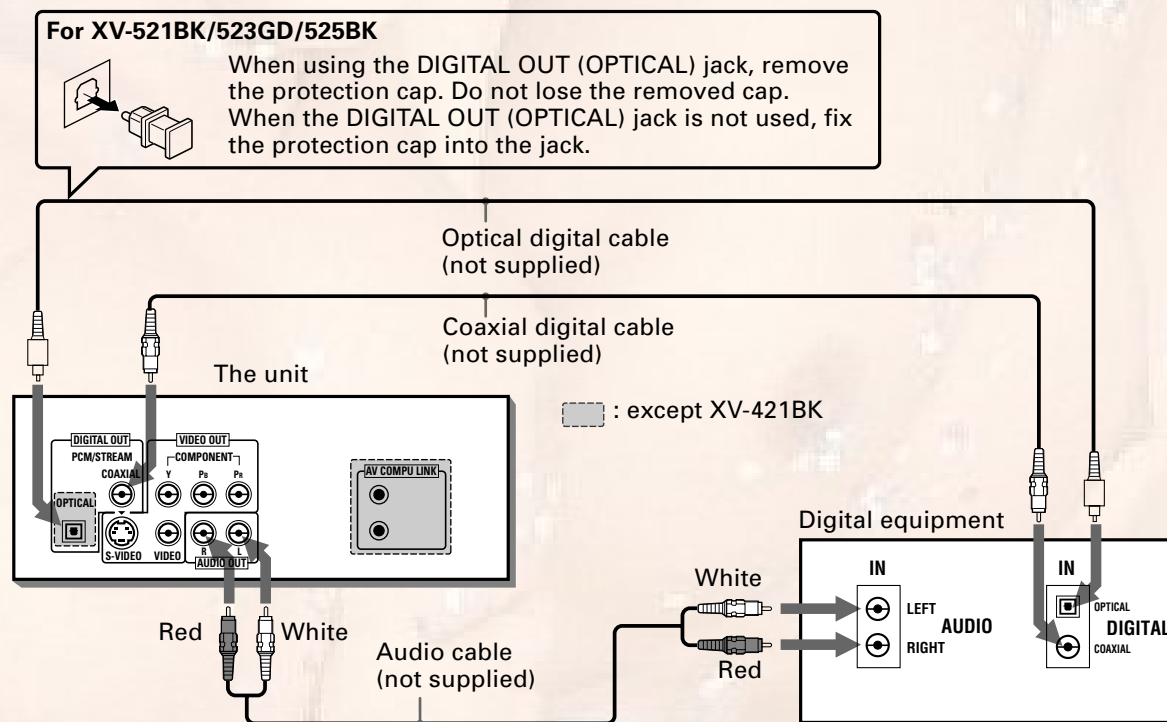 For XV-521BK/523GD/525BK
When using the DIGITAL OUT (OPTICAL) jack, remove
the protection cap. Do not lose the removed cap.
When the DIGITAL OUT (OPTICAL) jack is not used, fix
the protection cap into the jack.
Optical digital cable
(not supplied)
Coaxial digital cable
(not supplied)
The unit
: except XV-421BK
DIGITAL OUT
PCM/STREAM
COAXIAL
OPTICAL
VIDEO OUT
COMPONENT
Y PB PR
S-VIDEO
VIDEO
R L
AUDIO OUT
AV COMPU LINK
Red
White
Audio cable
(not supplied)
White
Red
Digital equipment
IN
LEFT
RIGHT
AUDIO
IN
OPTICAL
COAXIAL
DIGITAL